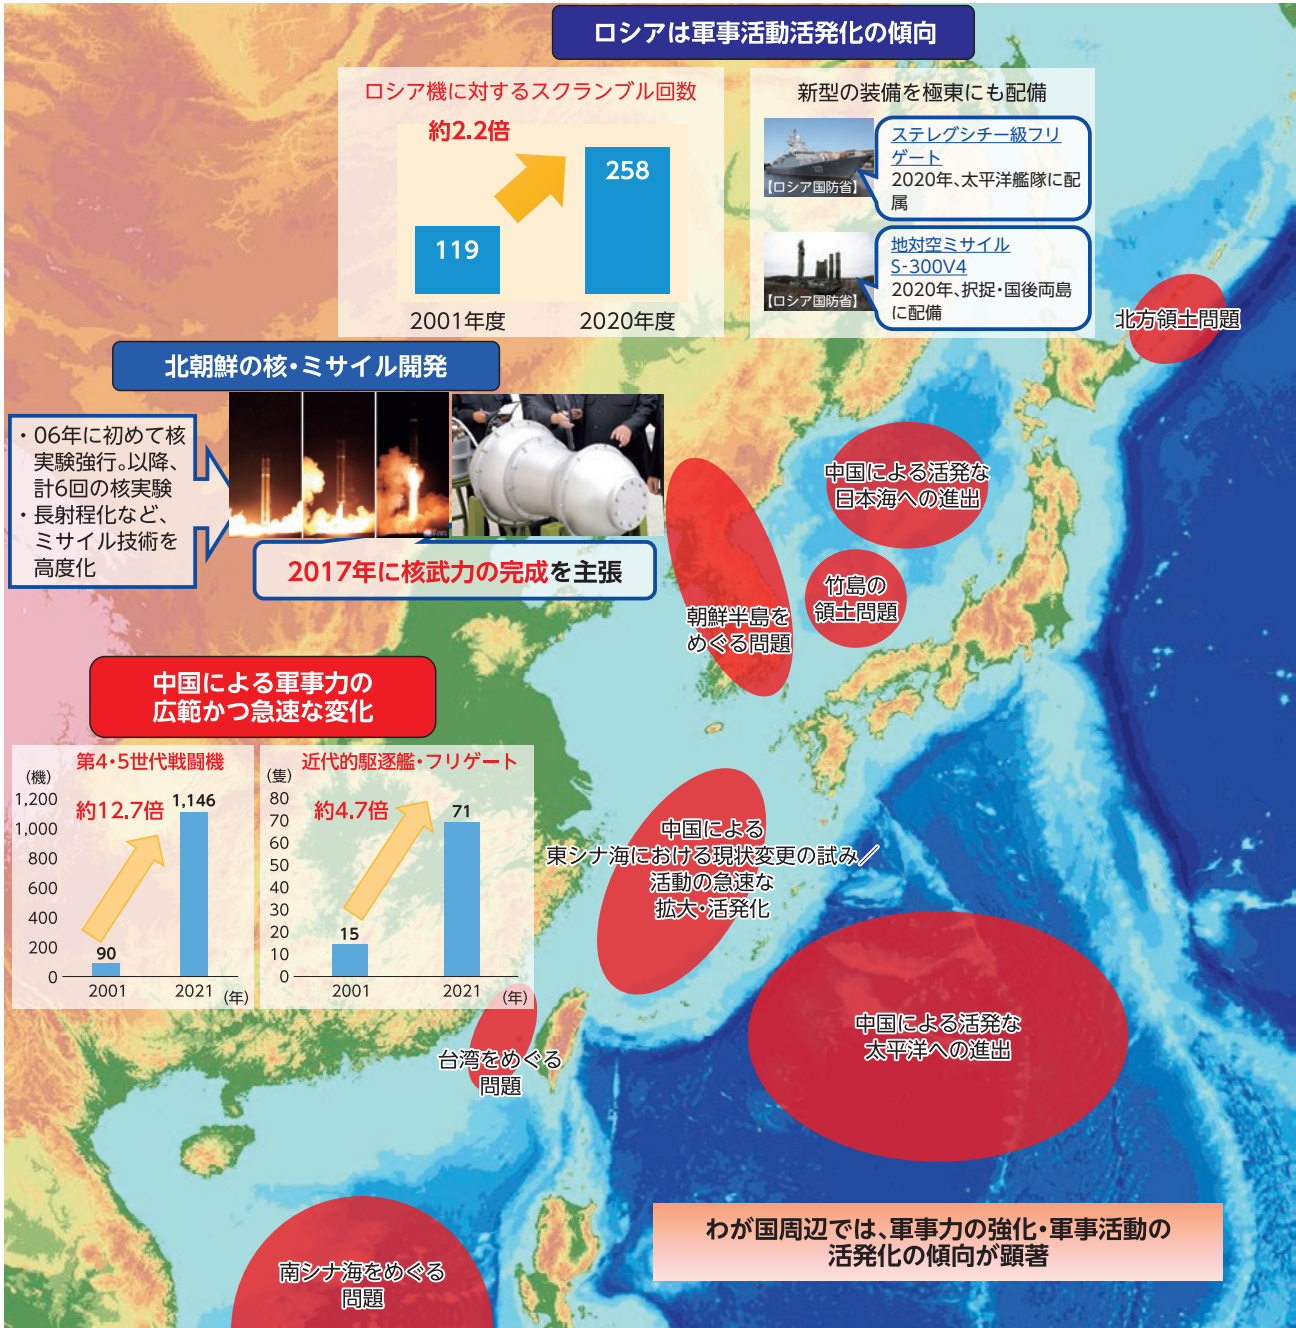 ロシアは軍事活動活発化の傾向
ロシア機に対するスクランブル回数
約2.2倍
258
119
2001年度
2020年度
新型の装備を極東にも配備
【ロシア国防省】
ステレグシチー級フリ
ゲート
2020年、太平洋艦隊に配
属
【ロシア国防省】
地対空ミサイル
S-300V4
2020年、択捉・国後両島
に配備
北方領土問題
北朝鮮の核・ミサイル開発
・06年に初めて核
実験強行。以降、
計6回の核実験
・長射程化など、
ミサイル技術を
高度化
2017年に核武力の完成を主張
中国による活発な
日本海への進出
竹島の
領土問題
朝鮮半島を
めぐる問題
中国による軍事力の
広範かつ急速な変化
第4・5世代戦闘機
(機)
約12.7倍
1,200
1,000
800
600
400
200
0
90
1,146
2001
2021
(年)
近代的駆逐艦・フリゲート
(隻)
約4.7倍
80
70
60
50
40
30
20
10
0
15
71
2001
2021
(年)
中国による
東シナ海における現状変更の試み／
活動の急速な
拡大・活発化
中国による活発な
太平洋への進出
台湾をめぐる
問題
南シナ海をめぐる
問題
わが国周辺では、軍事力の強化・軍事活動の
活発化の傾向が顕著